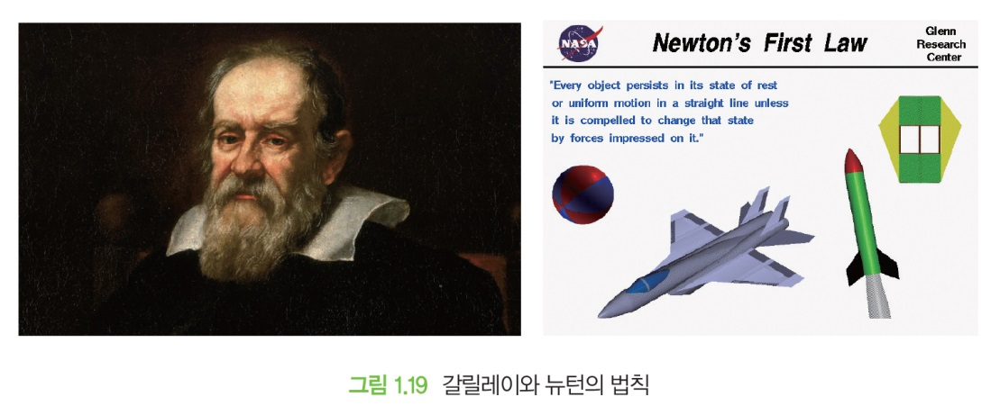 NASA
Newton's First Law
Glenn
Research
Center
"Every object persists in its state of rest
or uniform motion in a straight line unless
it is compelled to change that state
by forces impressed on it."
그림 1.19 갈릴레이와 뉴턴의 법칙